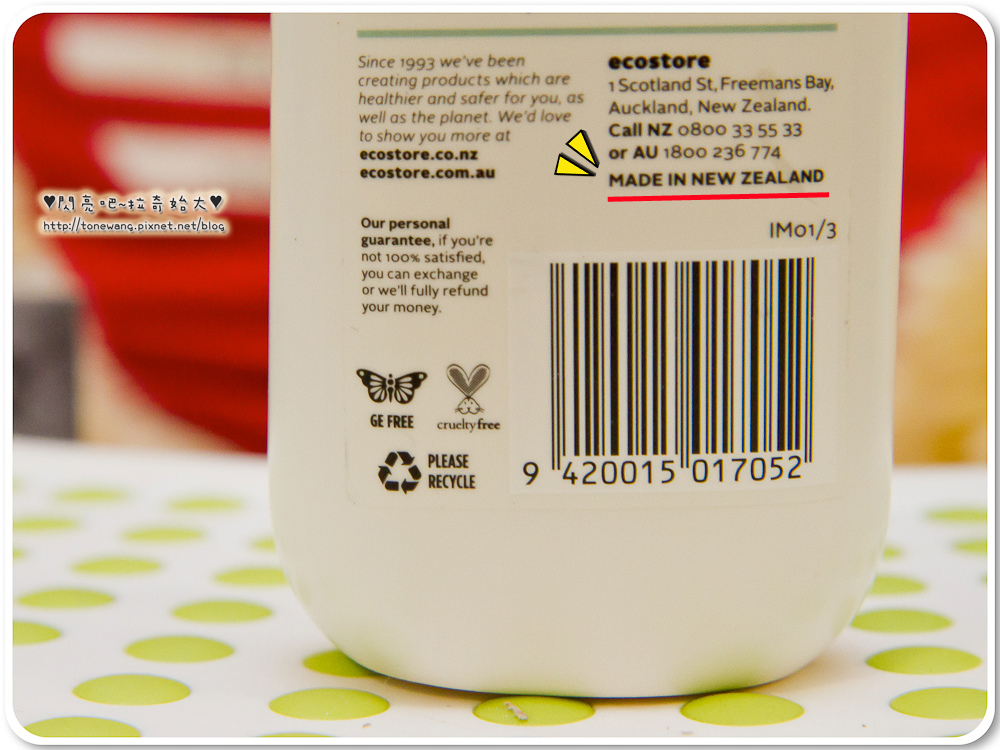 Since 1993 we've been
creating products which are
healthier and safer for you, as
well as the planet. We'd love
to show you more at
ecostore.co.nz
ecostore.com.au
Our personal
guarantee, if you're
not 100% satisfied,
you can exchange
or we'll fully refund
your money.
GE FREE
crueltyfree
PLEASE
RECYCLE
ecostore
1 Scotland St, Freemans Bay,
Auckland, New Zealand.
Call NZ 0800 33 55 33
or AU 1800 236 774
MADE IN NEW ZEALAND
IM01/3
9 420015 017052
♥閃亮吧~拉奇始太♥
http://tonewang.pixnet.net/blog